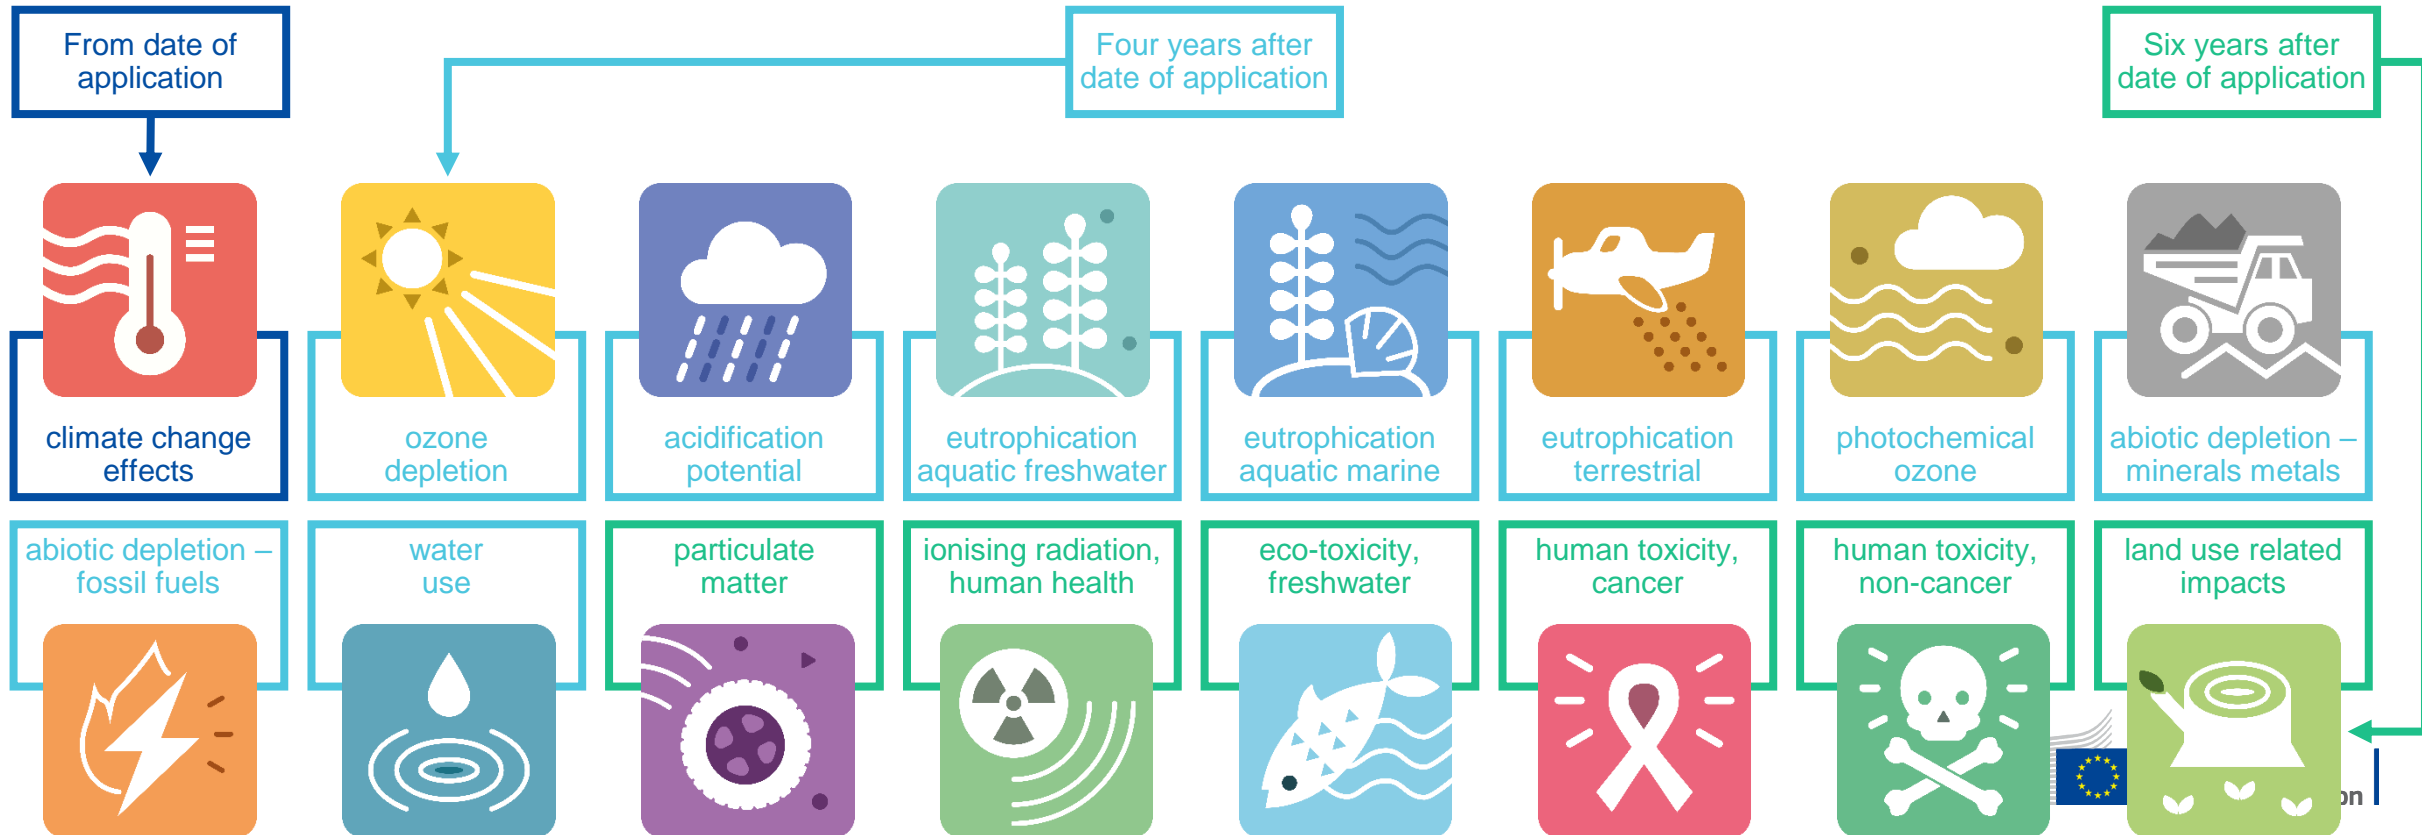 From date of
application
Four years after
date of application
Six years after
date of application
climate change
effects
ozone
depletion
acidification
potential
eutrophication
aquatic freshwater
eutrophication
aquatic marine
eutrophication
terrestrial
photochemical
ozone
abiotic depletion –
minerals metals
abiotic depletion –
fossil fuels
water
use
particulate
matter
ionising radiation,
human health
eco-toxicity,
freshwater
human toxicity,
cancer
human toxicity,
non-cancer
land use related
impacts